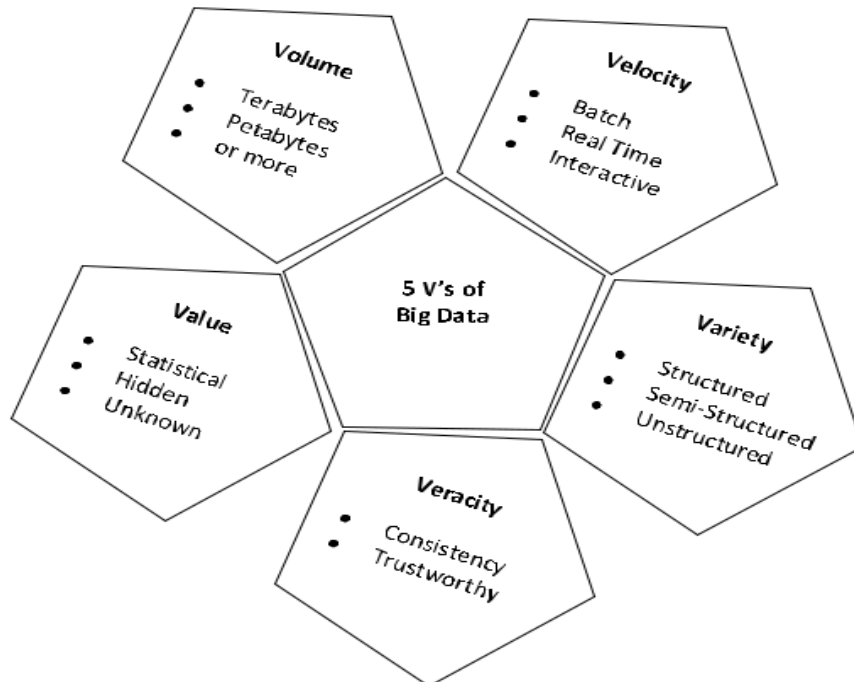 Volume
• Terabytes
• Petabytes
• or more
Velocity
• Batch
• Real Time
• Interactive
5 V’s of
Big Data
Value
• Statistical
• Hidden
• Unknown
Variety
• Structured
• Semi-Structured
• Unstructured
Veracity
• Consistency
• Trustworthy